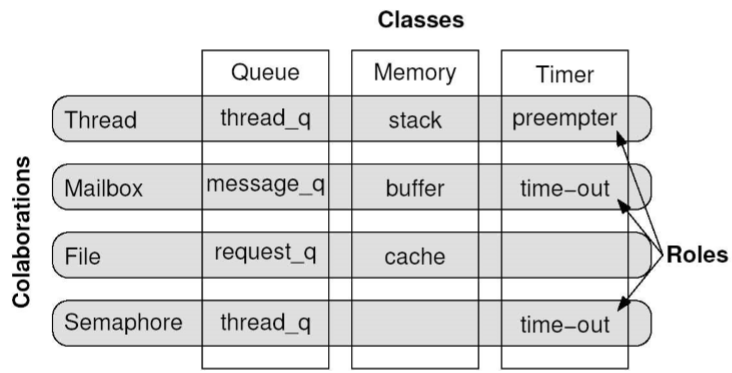 Classes
Queue Memory Timer
Thread thread_q stack preempter
Mailbox message_q buffer time−out
File request_q cache
Semaphore thread_q time−out
Colaborations
Roles